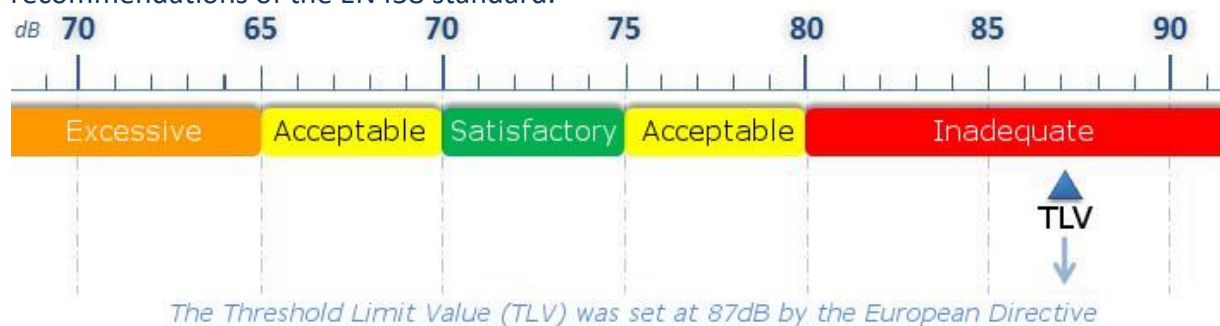 recommendations of the EN 458 standard.
dB 70 65 70 75 80 85 90
Excessive Acceptable Satisfactory Acceptable Inadequate
TLV
The Threshold Limit Value (TLV) was set at 87dB by the European Directive